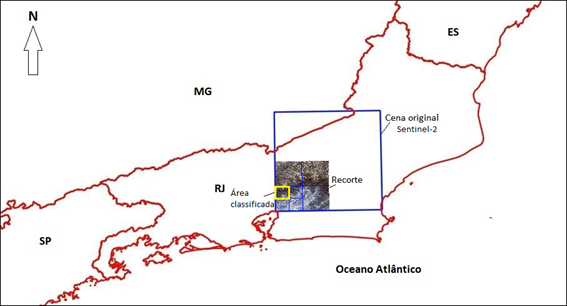 N
ES
MG
Cena original
Sentinel-2
RJ
Área
classificada
Recorte
SP
Oceano Atlântico